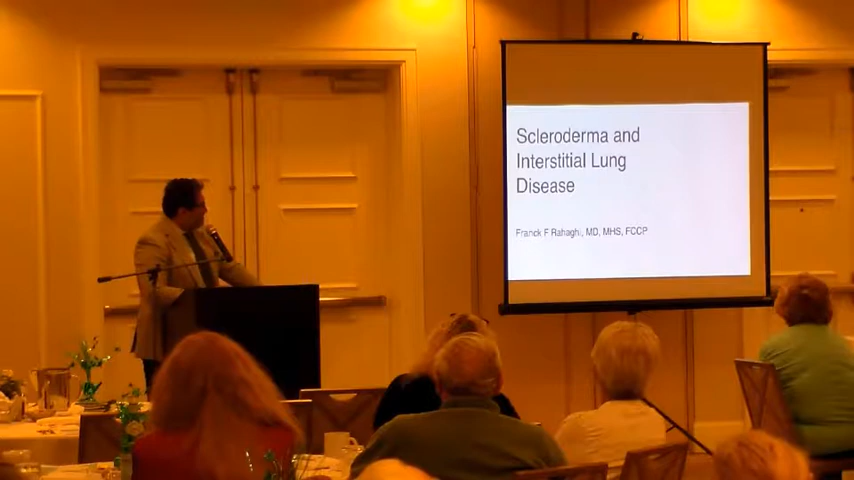 Scleroderma and
Interstitial Lung
Disease
Franck F Rahaghi, MD, MHS, FCCP